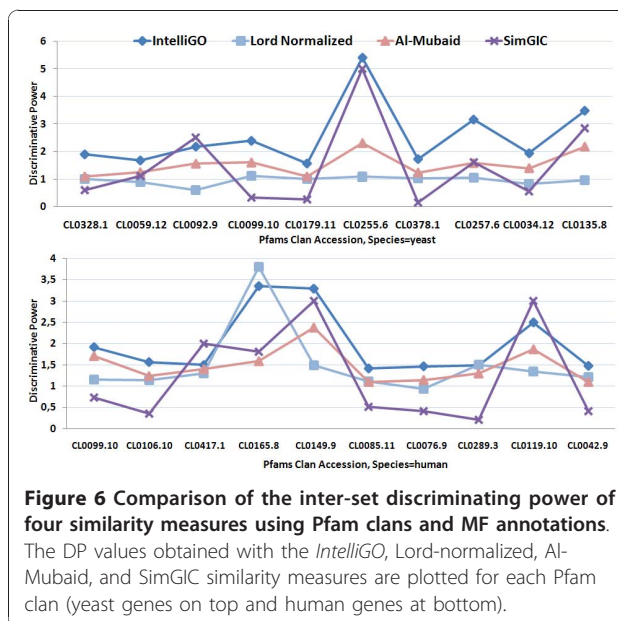 IntelliGO Lord Normalized Al-Mubaid SimGIC
6
5
4
3
2
1
0
Discriminative Power
CL0328.1 CL0059.12 CL0092.9 CL0099.10 CL0179.11 CL0255.6 CL0378.1 CL0257.6 CL0034.12 CL0135.8
Pfams Clan Accession, Species=yeast
4
3,5
3
2,5
2
1,5
1
0,5
0
Discriminative Power
CL0099.10 CL0106.10 CL0417.1 CL0165.8 CL0149.9 CL0085.11 CL0076.9 CL0289.3 CL0119.10 CL0042.9
Pfams Clan Accession, Species=human
Figure 6 Comparison of the inter-set discriminating power of
four similarity measures using Pfam clans and MF annotations.
The DP values obtained with the IntelliGO, Lord-normalized, Al-
Mubaid, and SimGIC similarity measures are plotted for each Pfam
clan (yeast genes on top and human genes at bottom).